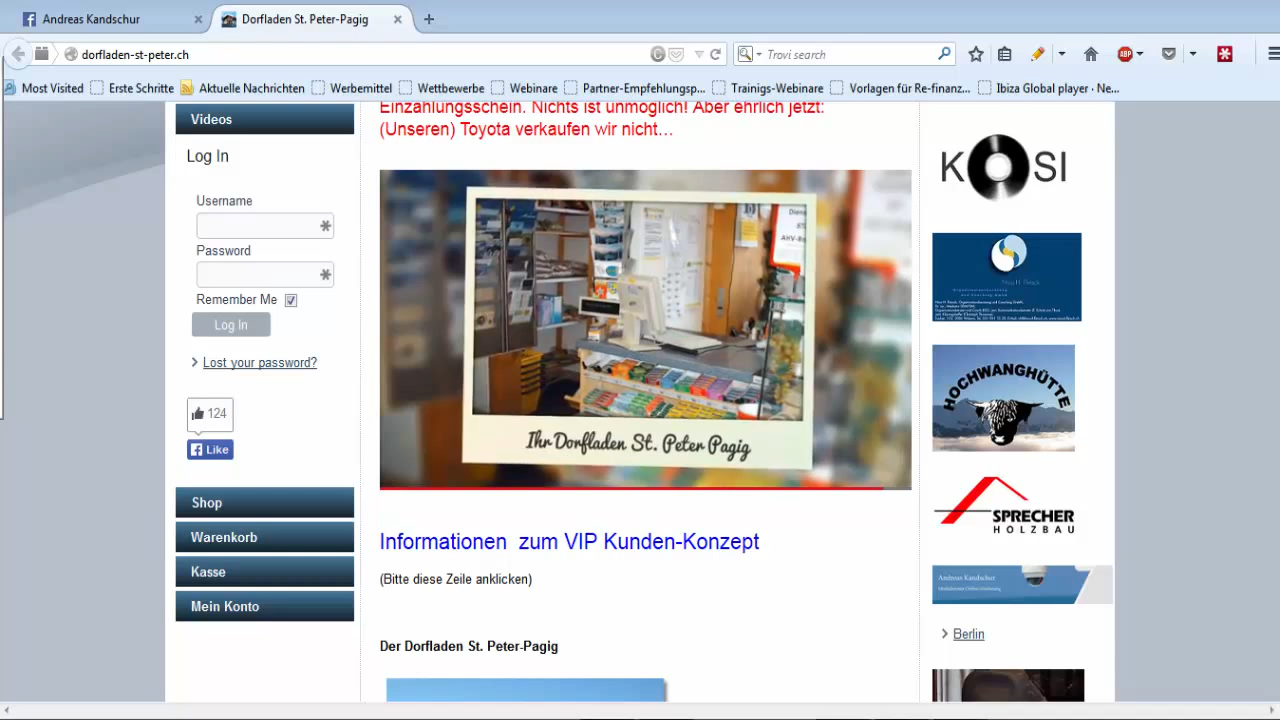 Andreas Kandschur
Dorfladen St. Peter-Pagig
dorfladen-st-peter.ch
Trovi search
ABP
Most Visited
Erste Schritte
Aktuelle Nachrichten
Werbemittel
Wettbewerbe
Webinare
Partner-Empfehlungsp...
Trainigs-Webinare
Vorlagen für Re-finanz...
Ibiza Global player - Ne...
Videos
Log In
Username
Password
Remember Me
Log In
Lost your password?
124
Like
Shop
Warenkorb
Kasse
Mein Konto
Einzahlungsschein. Nichts ist unmöglich! Aber ehrlich jetzt:
(Unseren) Toyota verkaufen wir nicht…
Ihr Dorfladen St. Peter Pagig
Informationen zum VIP Kunden-Konzept
(Bitte diese Zeile anklicken)
Der Dorfladen St. Peter-Pagig
KOSI
HOCHWANGHÜTTE
SPRECHER
HOLZBAU
Andreas Kandschur
Berlin